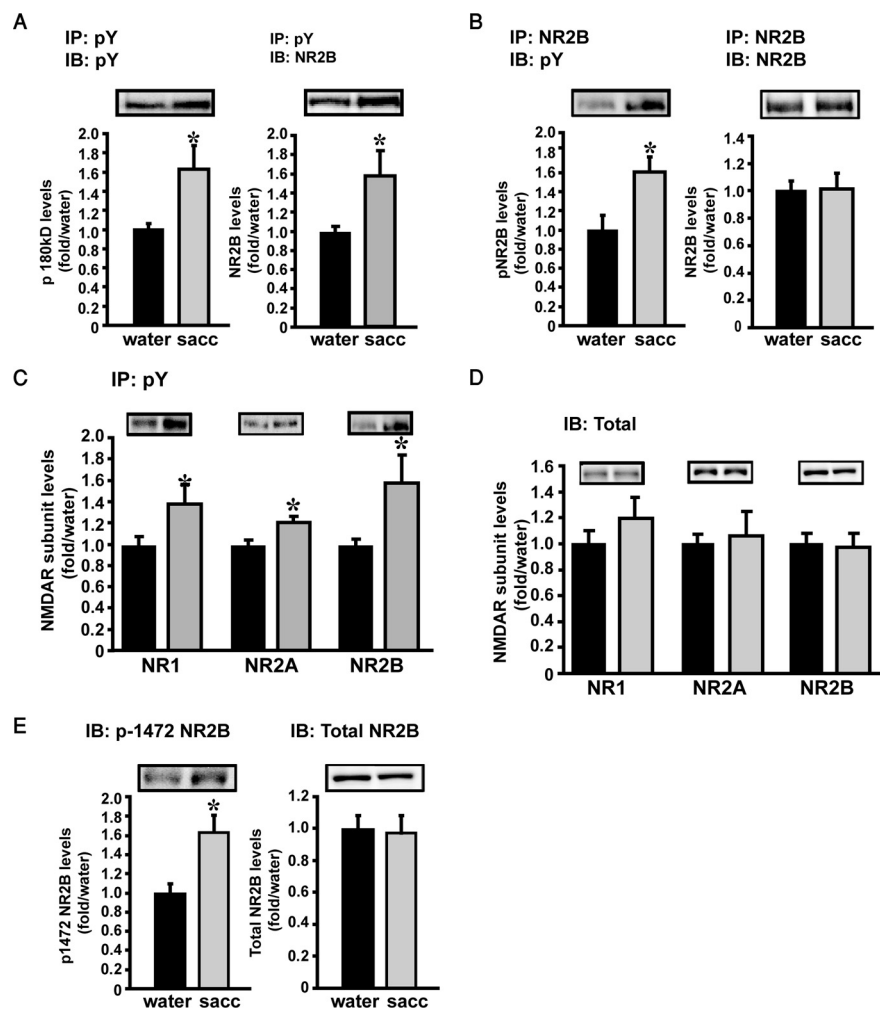 A
IP: pY
IB: pY
IP: pY
IB: NR2B
*
*
p 180kD levels
(fold/water)
2.0
1.8
1.6
1.4
1.2
1.0
0.8
0.6
0.4
0.2
0
water sacc
NR2B levels
(fold/water)
2.0
1.8
1.6
1.4
1.2
1.0
0.8
0.6
0.4
0.2
0
water sacc
B
IP: NR2B
IB: pY
IP: NR2B
IB: NR2B
*
pNR2B levels
(fold/water)
2.0
1.8
1.6
1.4
1.2
1.0
0.8
0.6
0.4
0.2
0
water sacc
NR2B levels
(fold/water)
1.4
1.2
1.0
0.8
0.6
0.4
0.2
0
water sacc
C
IP: pY
*
*
*
NMDAR subunit levels
(fold/water)
2.0
1.8
1.6
1.4
1.2
1.0
0.8
0.6
0.4
0.2
0
NR1 NR2A NR2B
D
IB: Total
NMDAR subunit levels
(fold/water)
1.6
1.4
1.2
1.0
0.8
0.6
0.4
0.2
0
NR1 NR2A NR2B
E
IB: p-1472 NR2B
IB: Total NR2B
*
p1472 NR2B levels
(fold/water)
2.0
1.8
1.6
1.4
1.2
1.0
0.8
0.6
0.4
0.2
0
water sacc
Total NR2B levels
(fold/water)
1.2
1.0
0.8
0.6
0.4
0.2
0
water sacc